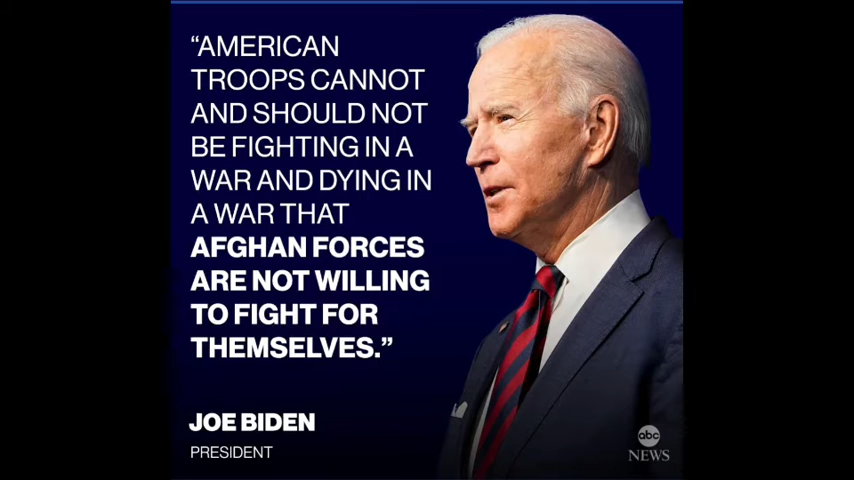 “AMERICAN
TROOPS CANNOT
AND SHOULD NOT
BE FIGHTING IN A
WAR AND DYING IN
A WAR THAT
AFGHAN FORCES
ARE NOT WILLING
TO FIGHT FOR
THEMSELVES.”
JOE BIDEN
PRESIDENT
abc
NEWS